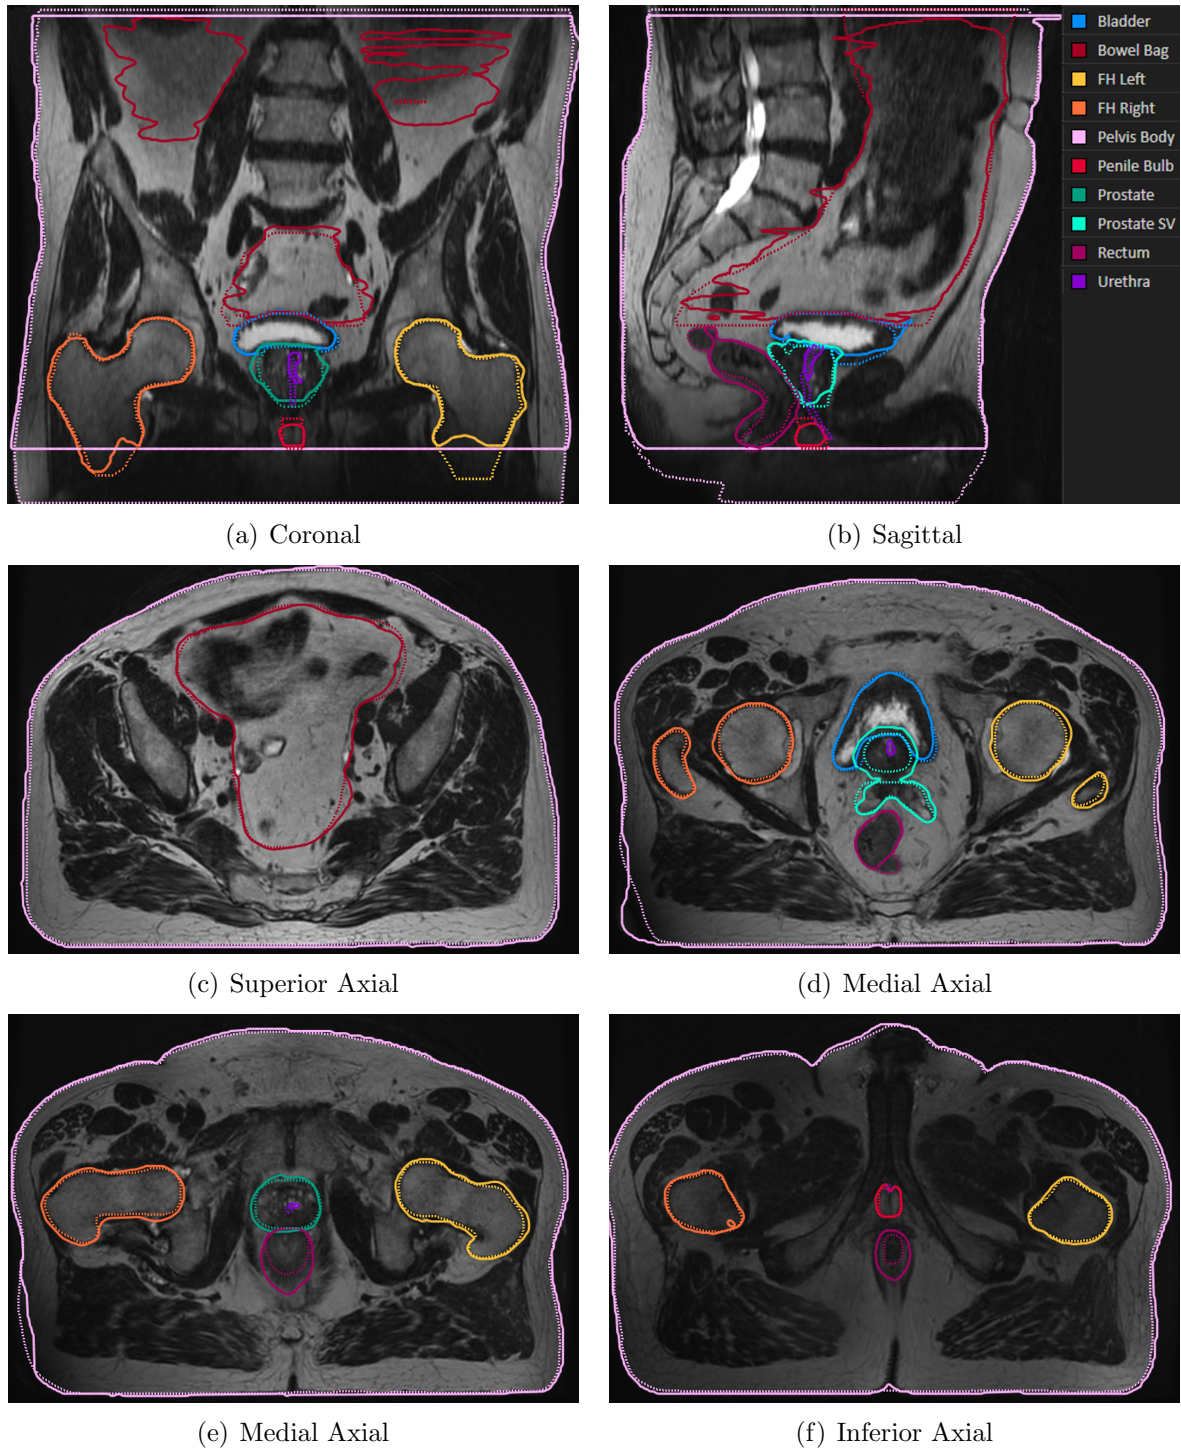 Bladder
Bowel Bag
FH Left
FH Right
Pelvis Body
Penile Bulb
Prostate
Prostate SV
Rectum
Urethra
(a) Coronal
(b) Sagittal
(c) Superior Axial
(d) Medial Axial
(e) Medial Axial
(f) Inferior Axial